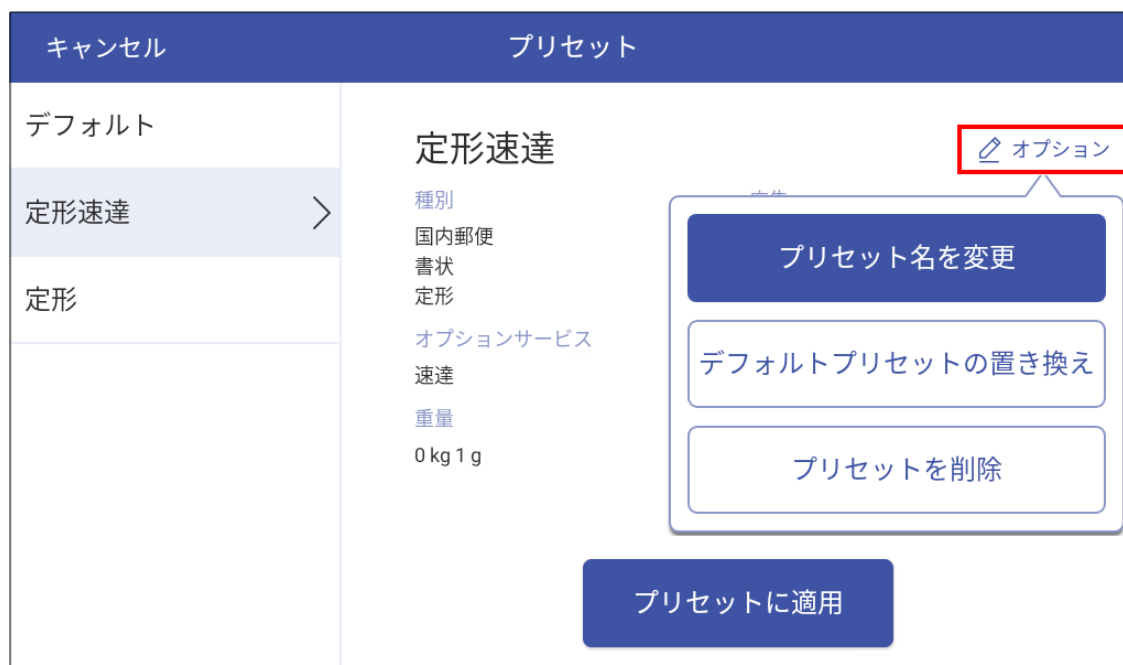 キャンセル
プリセット
デフォルト
定形速達
定形
定形速達
オプション
種別
国内郵便
書状
定形
オプションサービス
速達
重量
0 kg 1 g
プリセット名を変更
デフォルトプリセットの置き換え
プリセットを削除
プリセットに適用